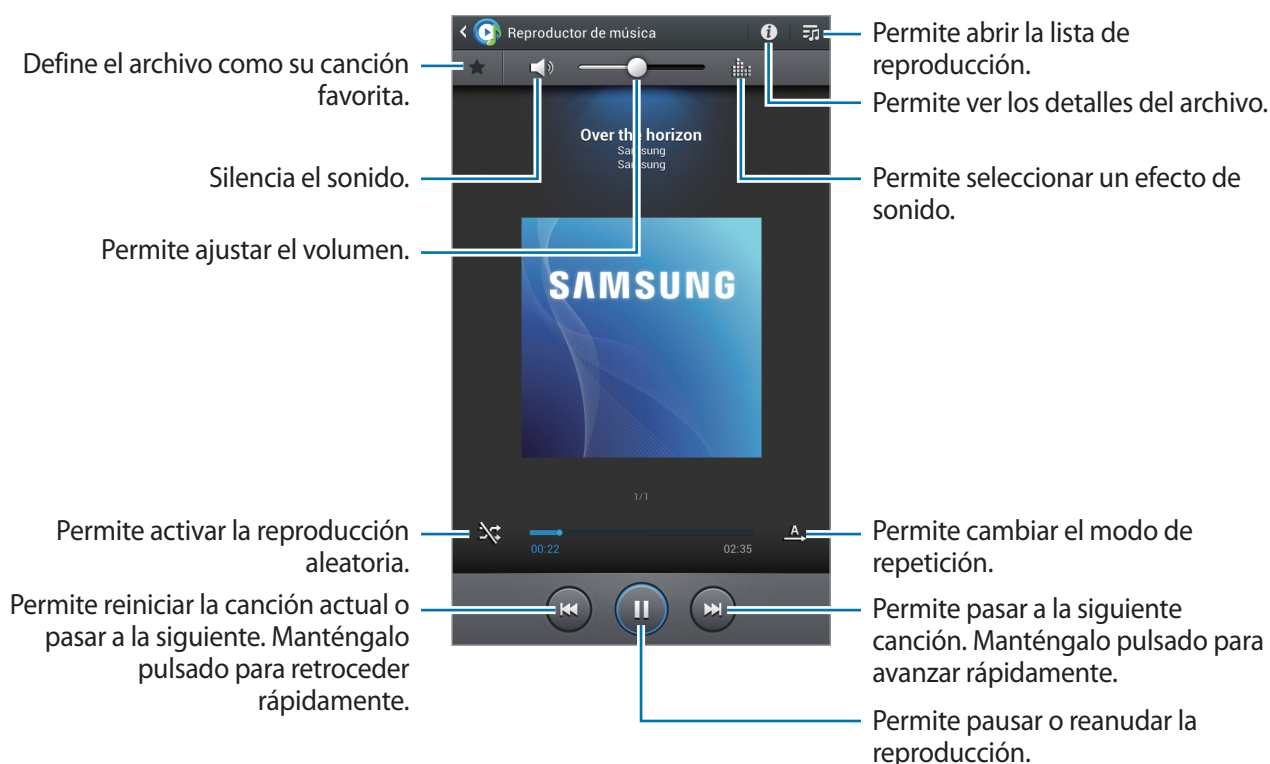 Reproductor de música
Define el archivo como su canción
favorita.
Silencia el sonido.
Permite ajustar el volumen.
Permite abrir la lista de
reproducción.
Permite ver los detalles del archivo.
Permite seleccionar un efecto de
sonido.
Over the horizon
Samsung
Samsung
SAMSUNG
1/1
00:22
02:35
A
Permite activar la reproducción
aleatoria.
Permite reiniciar la canción actual o
pasar a la siguiente. Manténgalo
pulsado para retroceder
rápidamente.
Permite cambiar el modo de
repetición.
Permite pasar a la siguiente
canción. Manténgalo pulsado para
avanzar rápidamente.
Permite pausar o reanudar la
reproducción.